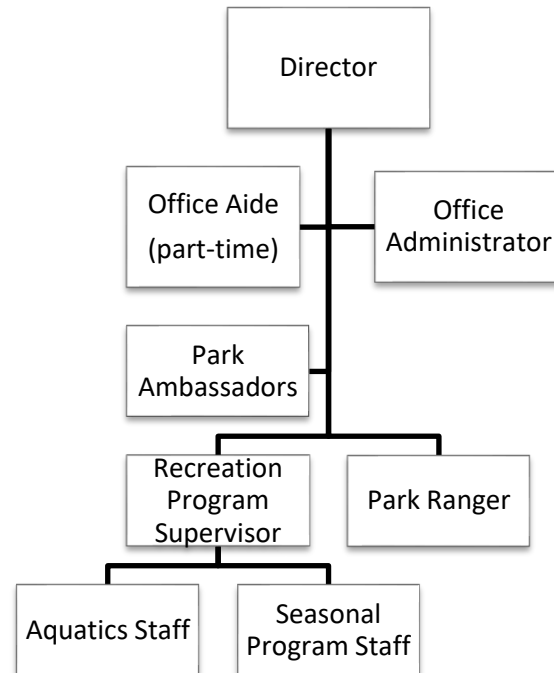 Director
Office Aide
(part-time)
Office
Administrator
Park
Ambassadors
Recreation
Program
Supervisor
Park Ranger
Aquatics Staff
Seasonal
Program Staff